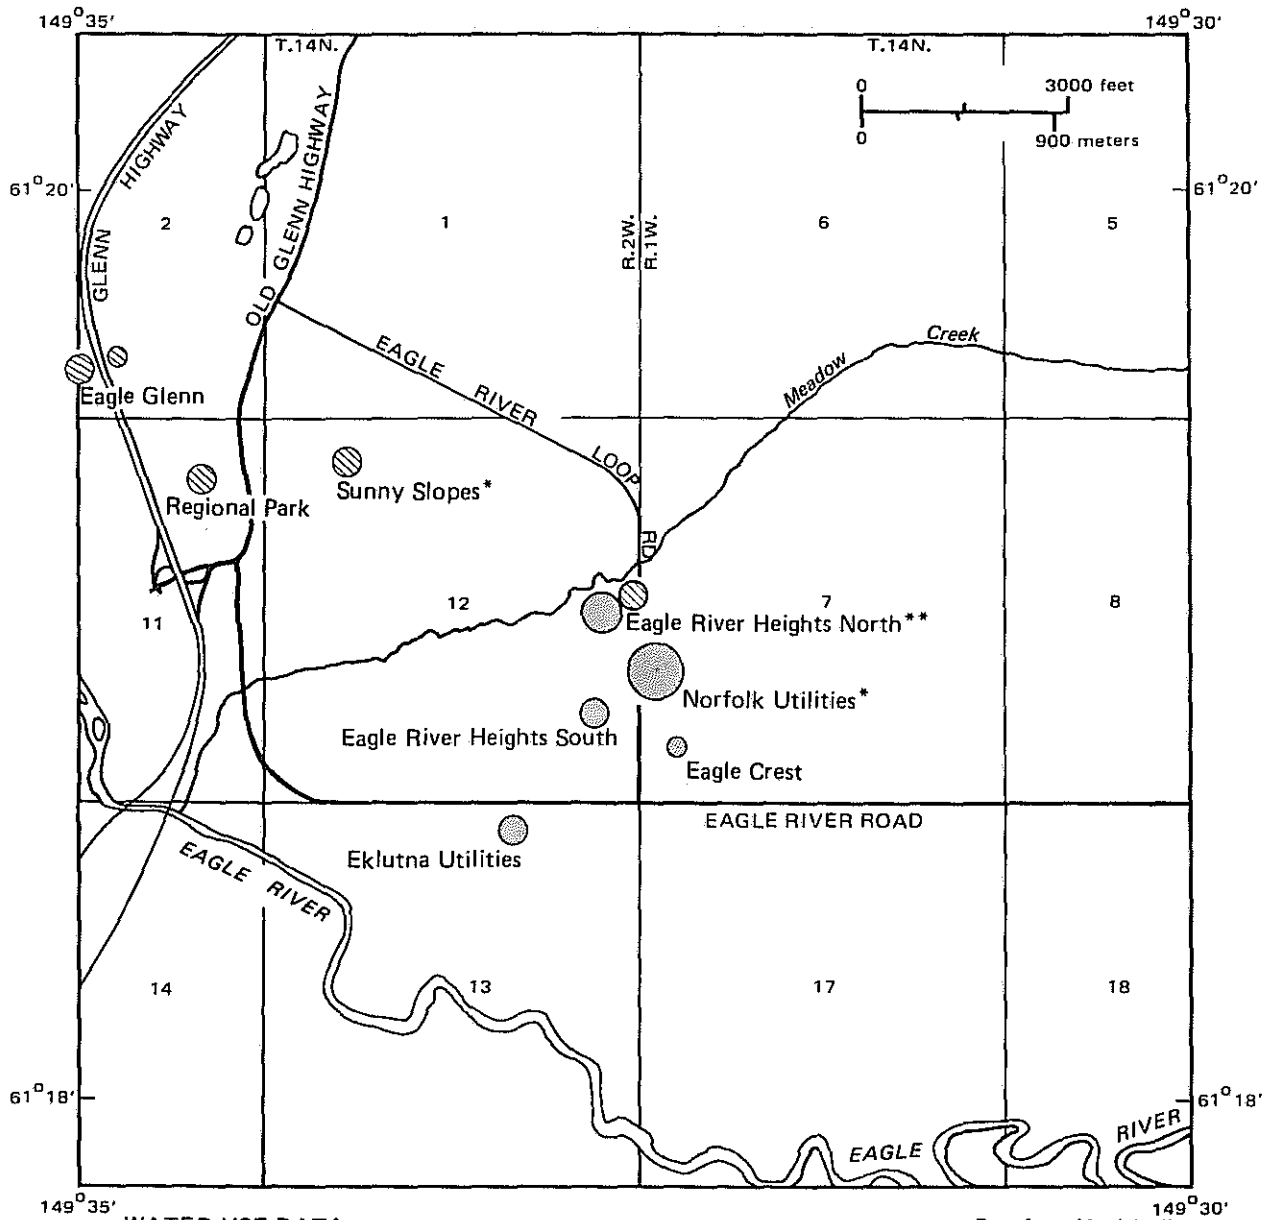 149°35'
149°30'
T.14N.
T.14N.
0 3000 feet
0 900 meters
61°20'
61°20'
GLENN HIGHWAY
OLD GLENN HIGHWAY
2
1
R.2W.
R.1W.
6
5
EAGLE RIVER LOOP RD
Meadow Creek
Eagle Glenn
Regional Park
Sunny Slopes*
11
12
7
8
Eagle River Heights North**
Norfolk Utilities*
Eagle River Heights South
Eagle Crest
EAGLE RIVER ROAD
Eklutna Utilities
EAGLE RIVER
14
13
17
18
61°18'
61°18'
EAGLE RIVER
149°35'
149°30'
WATER USE DATA